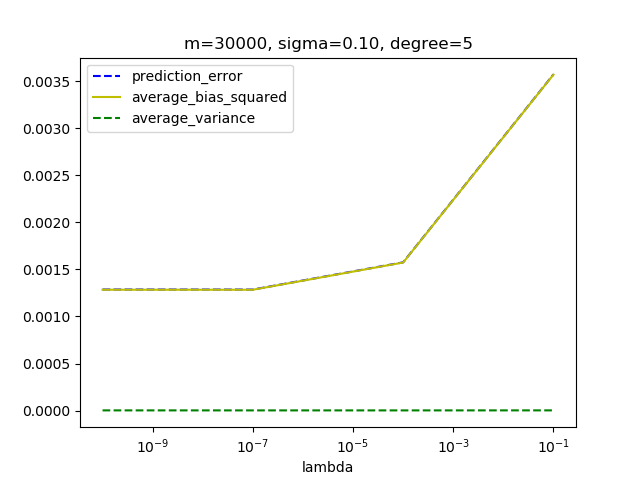 m=30000, sigma=0.10, degree=5
prediction_error
average_bias_squared
average_variance
0.0035
0.0030
0.0025
0.0020
0.0015
0.0010
0.0005
0.0000
10⁻⁹ 10⁻⁷ 10⁻⁵ 10⁻³ 10⁻¹
lambda